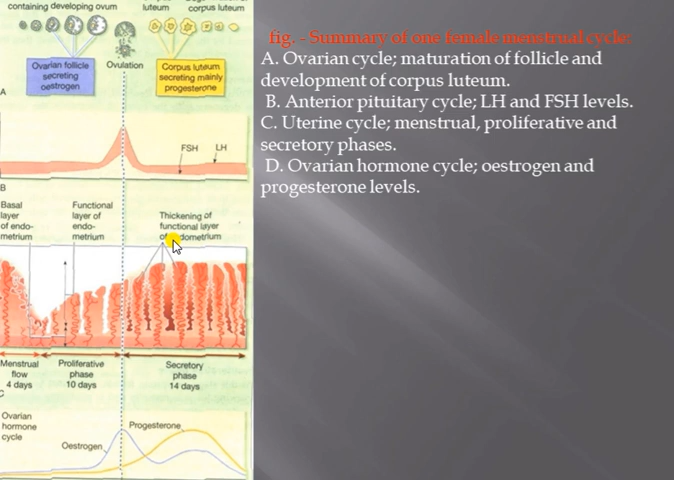 containing developing ovum
luteum
corpus luteum
Ovarian follicle
secreting
oestrogen
Ovulation
Corpus luteum
secreting mainly
progesterone
A
FSH
LH
B
Basal
layer
of endo-
metrium
Functional
layer of
endo-
metrium
Thickening of
functional layer
Menstrual
flow
4 days
Proliferative
phase
10 days
Secretory
phase
14 days
C
Ovarian
hormone
cycle
Oestrogen
Progesterone
fig. - Summary of one female menstrual cycle:
A. Ovarian cycle; maturation of follicle and
development of corpus luteum.
B. Anterior pituitary cycle; LH and FSH levels.
C. Uterine cycle; menstrual, proliferative and
secretory phases.
D. Ovarian hormone cycle; oestrogen and
progesterone levels.